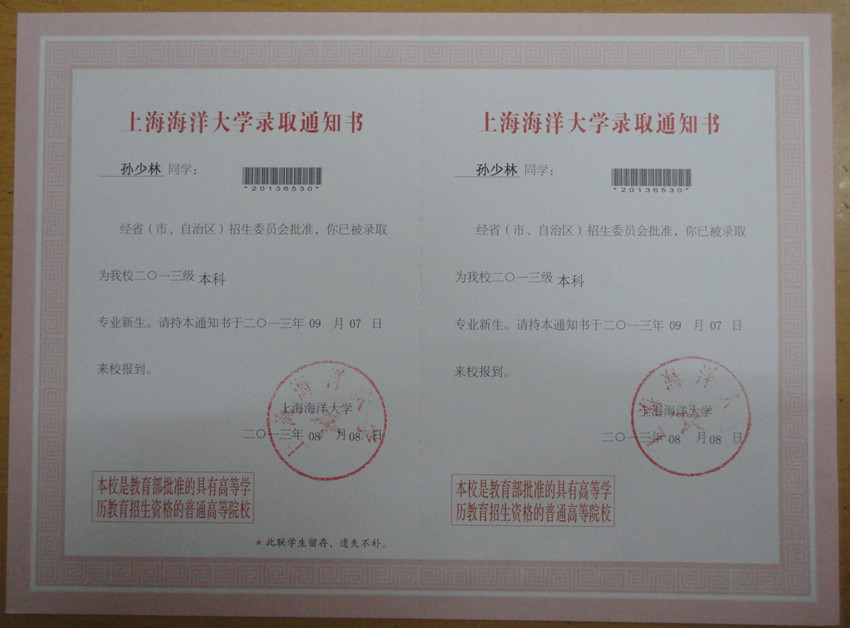 上海海洋大学录取通知书
孙少林 同学：
*20136530*
经省（市、自治区）招生委员会批准，你已被录取
为我校二〇一三级 本科
专业新生。请持本通知书于二〇一三年 09 月 07 日
来校报到。
上海海洋大学
二〇一三年 08 月 08 日
本校是教育部批准的具有高等学
历教育招生资格的普通高等院校
* 此联学生留存，遗失不补。
上海海洋大学录取通知书
孙少林 同学：
*20136530*
经省（市、自治区）招生委员会批准，你已被录取
为我校二〇一三级 本科
专业新生。请持本通知书于二〇一三年 09 月 07 日
来校报到。
上海海洋大学
二〇一三年 08 月 08 日
本校是教育部批准的具有高等学
历教育招生资格的普通高等院校